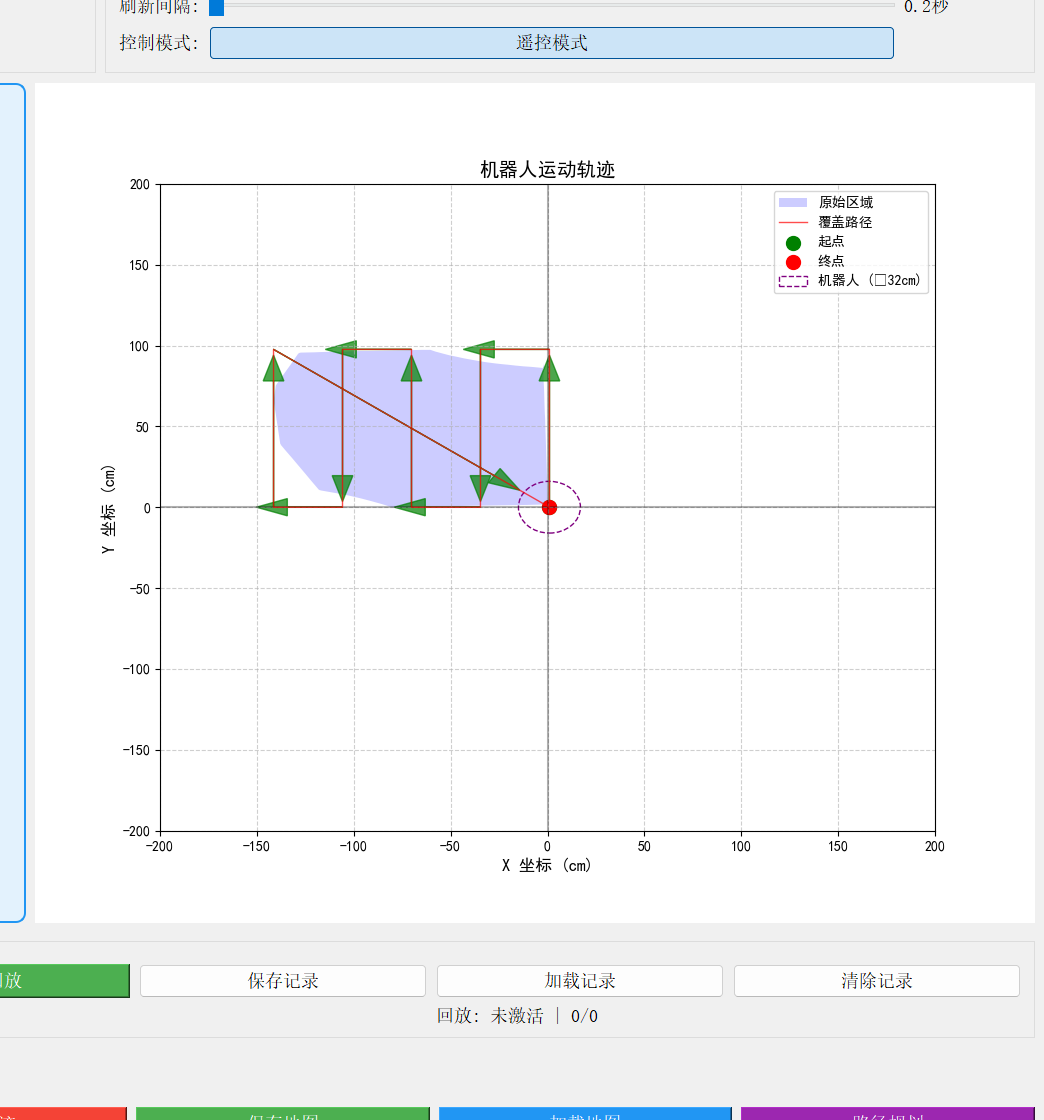 刷新间隔: 0.2秒
控制模式: 遥控模式
机器人运动轨迹
原始区域
覆盖路径
起点
终点
机器人 (□32cm)
200
150
100
50
0
−50
−100
−150
−200
Y 坐标 (cm)
−200 −150 −100 −50 0 50 100 150 200
X 坐标 (cm)
放 保存记录 加载记录 清除记录
回放: 未激活 | 0/0
保存地图 加载地图 路径规划